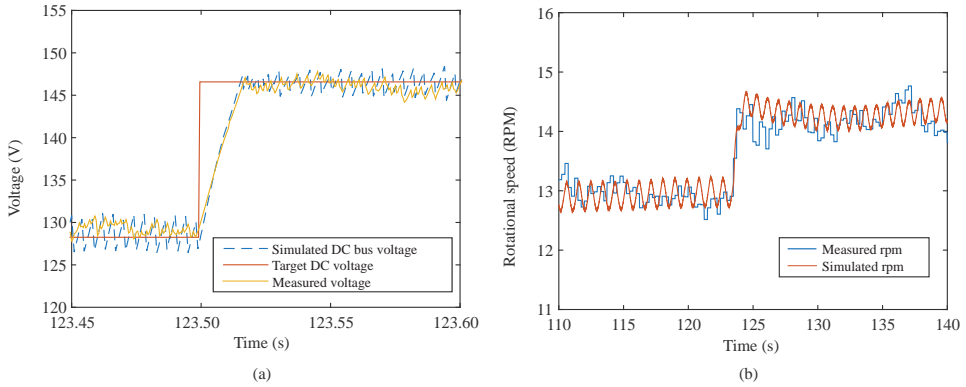 155
150
145
140
135
130
125
120
Voltage (V)
Simulated DC bus voltage
Target DC voltage
Measured voltage
123.45
123.50
123.55
123.60
Time (s)
(a)
16
15
14
13
12
11
Rotational speed (RPM)
Measured rpm
Simulated rpm
110
115
120
125
130
135
140
Time (s)
(b)